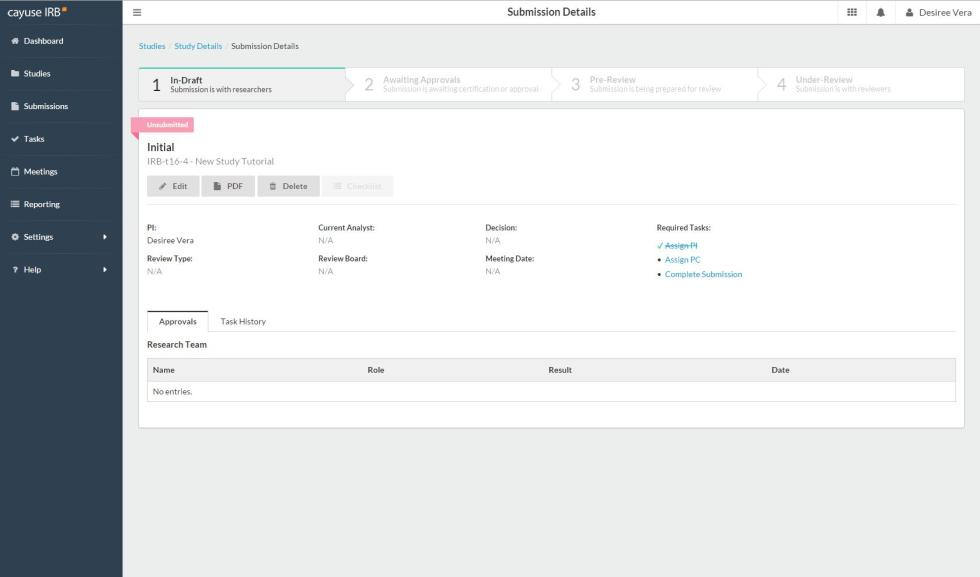 cayuse IRB
Submission Details
Desiree Vera
Dashboard
Studies
Submissions
Tasks
Meetings
Reporting
Settings
? Help
Studies / Study Details / Submission Details
1 In-Draft
Submission is with researchers
2 Awaiting Approvals
Submission is awaiting certification or approval
3 Pre-Review
Submission is being prepared for review
4 Under-Review
Submission is with reviewers
Unsubmitted
Initial
IRB-t16-4 - New Study Tutorial
Edit PDF Delete Checklist
PI: Current Analyst: Decision: Required Tasks:
Desiree Vera N/A N/A
✓ Assign PI
Review Type: Review Board: Meeting Date:
• Assign PC
N/A N/A N/A
• Complete Submission
Approvals Task History
Research Team
Name Role Result Date
No entries.